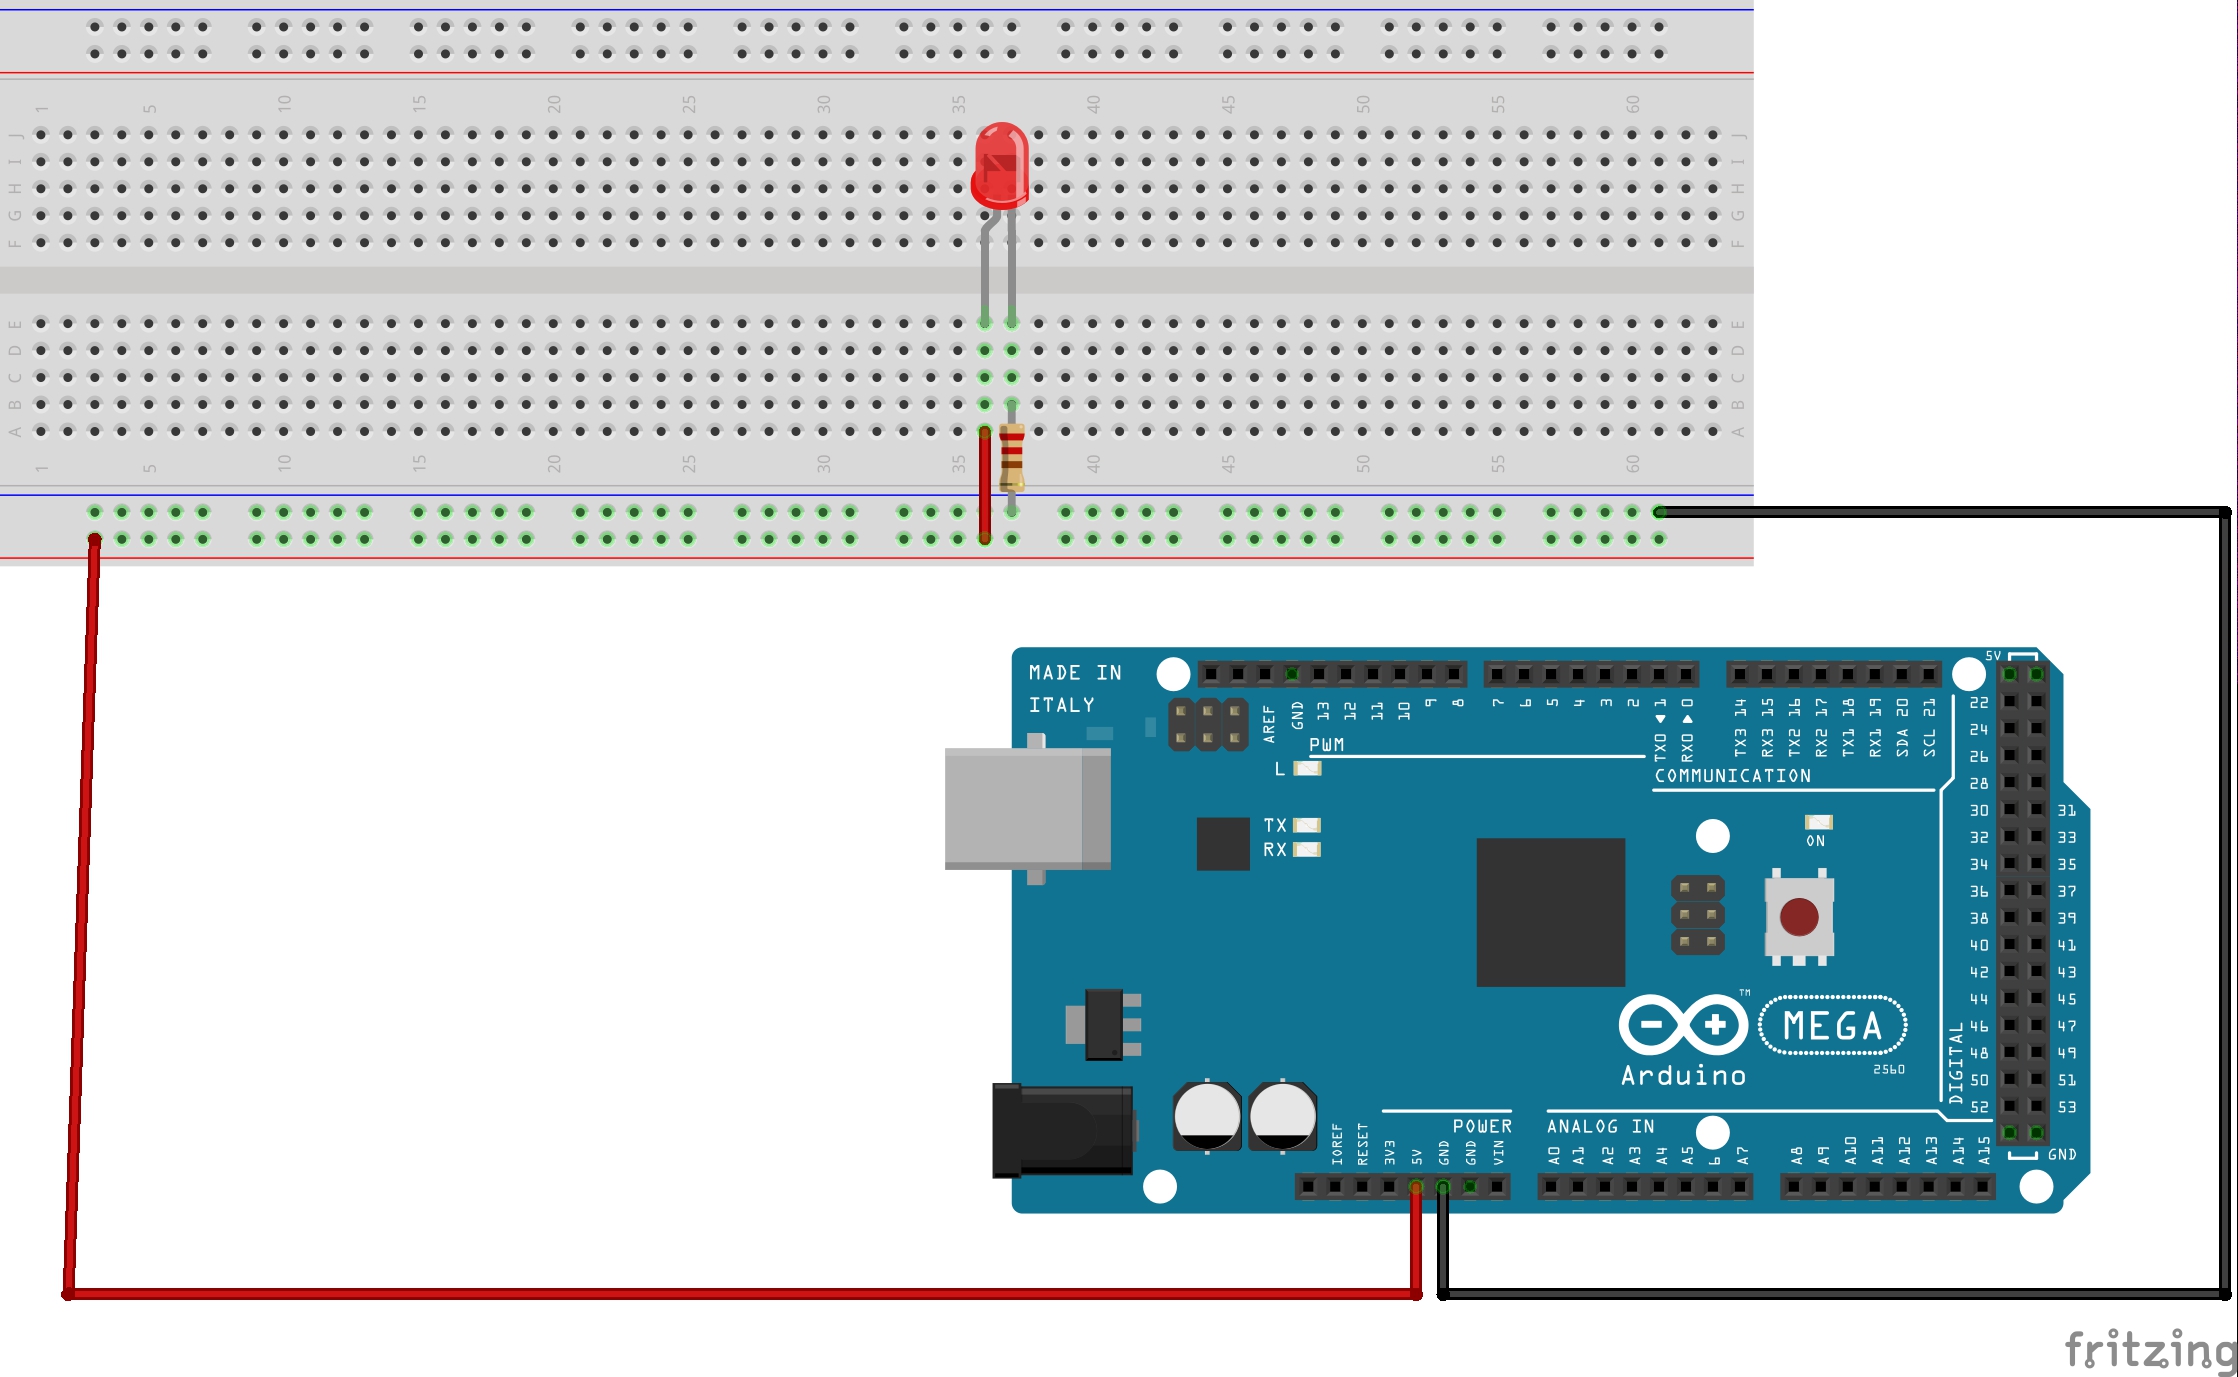 1 5 10 15 20 25 30 35 40 45 50 55 60
J J
I I
H H
G G
F F
E E
D D
C C
B B
A A
1 5 10 15 20 25 30 35 40 45 50 55 60
MADE IN
ITALY
AREF GND 13 12 11 10 9 8 7 6 5 4 3 2 TX0 ◀ 1 RX0 ▶ 0 TX3 14 RX3 15 TX2 16 RX2 17 TX1 18 RX1 19 SDA 20 SCL 21
PWM
COMMUNICATION
L
TX
RX
ON
5V
22
24
26
28
30 31
32 33
34 35
36 37
38 39
40 41
42 43
44 45
46 47
48 49
50 51
52 53
GND
DIGITAL
TM
MEGA
Arduino
2560
POWER
ANALOG IN
IOREF RESET 3V3 5V GND GND VIN A0 A1 A2 A3 A4 A5 6 A7 A8 A9 A10 A11 A12 A13 A14 A15
fritzing